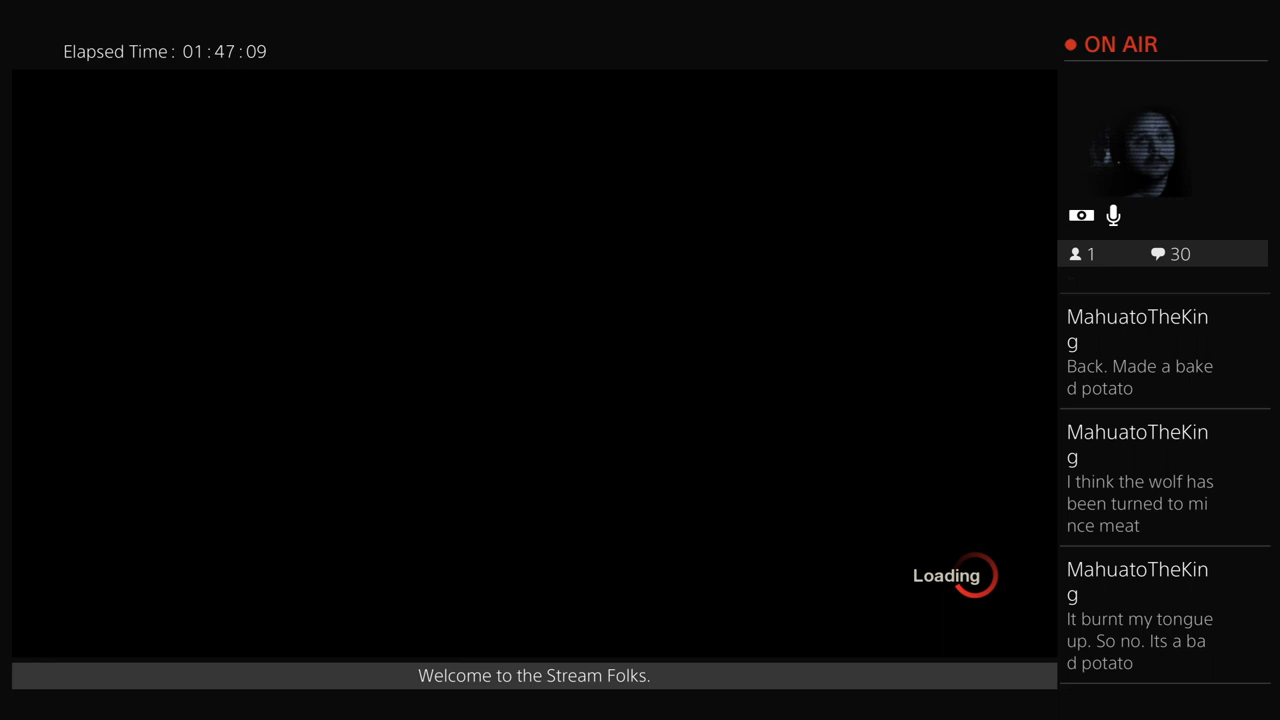 Elapsed Time : 01 : 47 : 09
ON AIR
1 30
MahuatoTheKin
g
Back. Made a bake
d potato
MahuatoTheKin
g
I think the wolf has
been turned to mi
nce meat
MahuatoTheKin
g
It burnt my tongue
up. So no. Its a ba
d potato
Loading
Welcome to the Stream Folks.